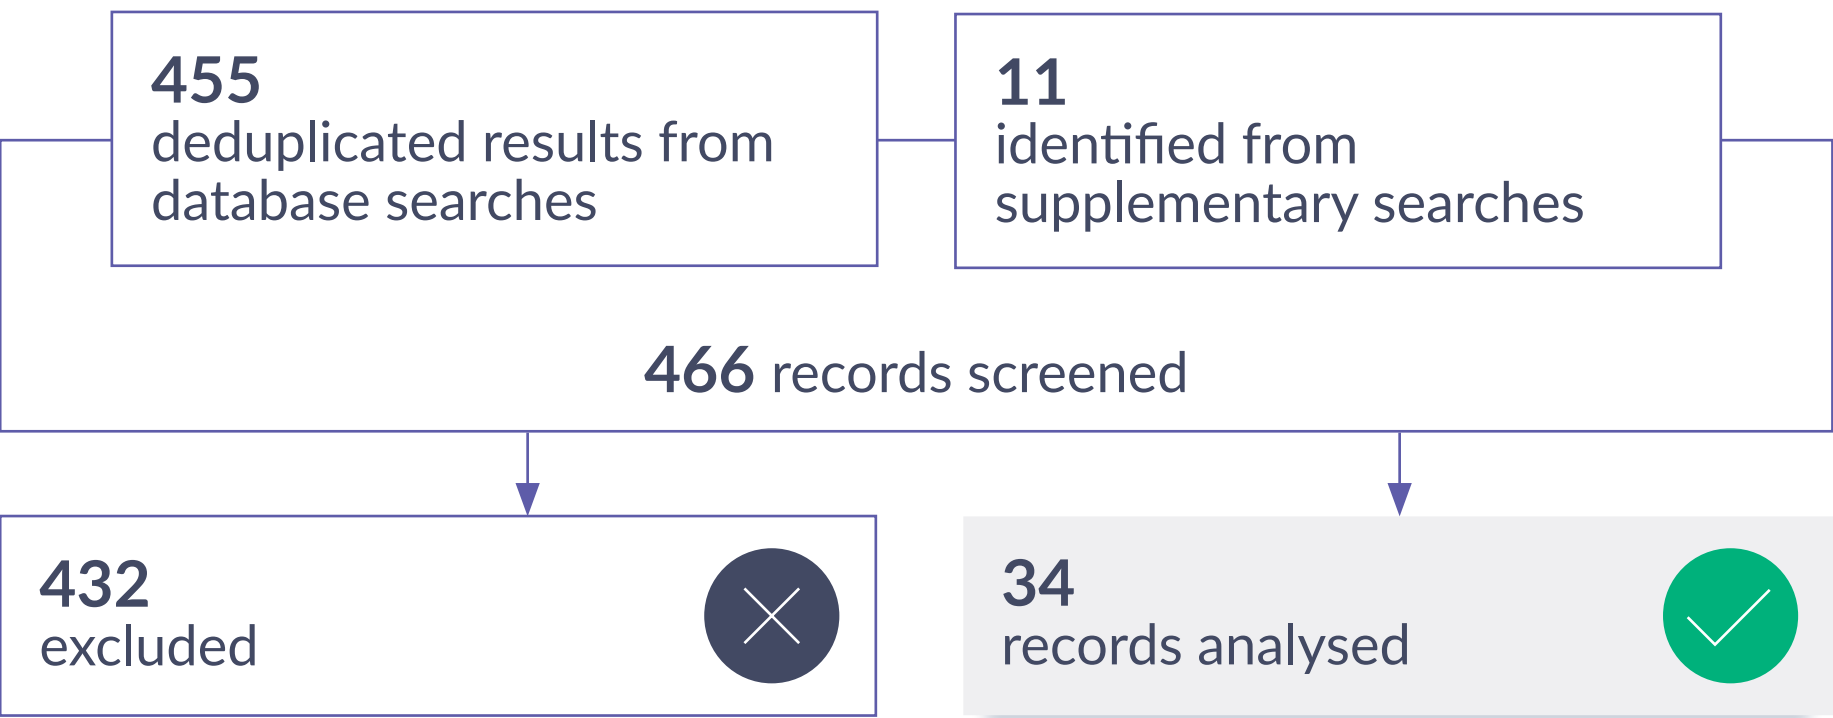 455
deduplicated results from
database searches
11
identified from
supplementary searches
466 records screened
432
excluded
34
records analysed